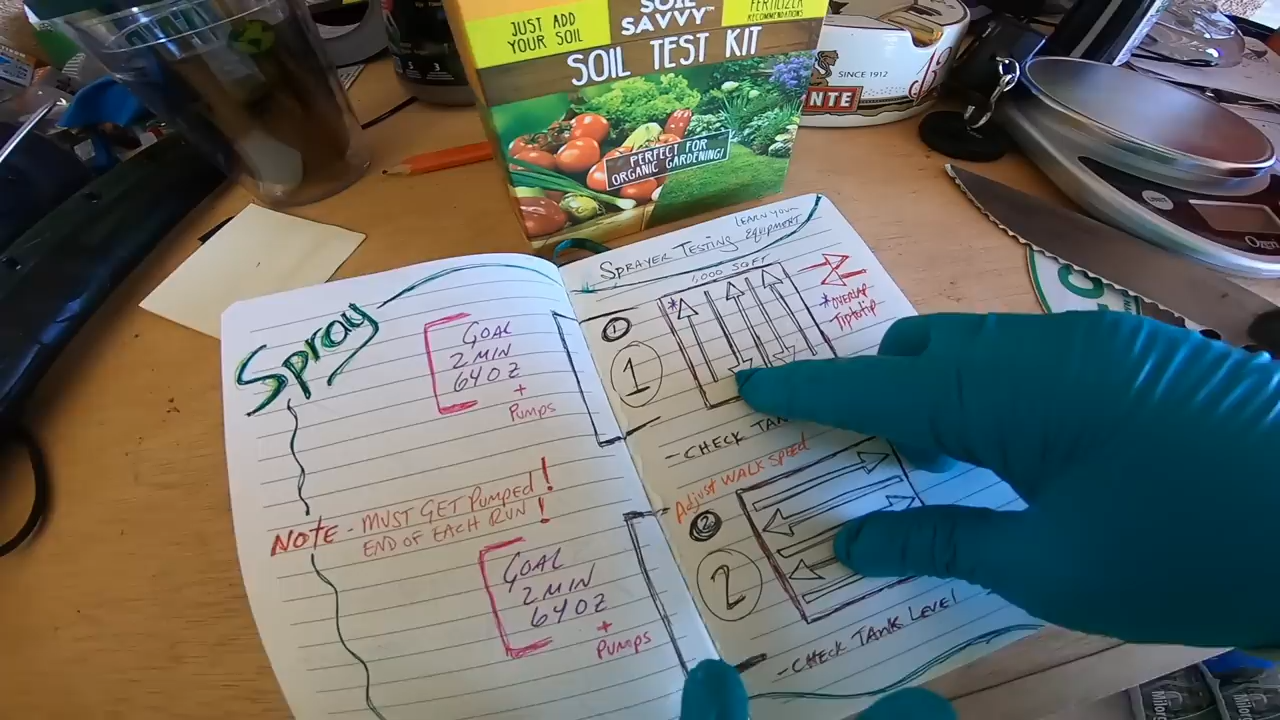 JUST ADD
YOUR SOIL
SOIL
SAVVY™
FERTILIZER
RECOMMENDATIONS
SOIL TEST KIT
PERFECT FOR
ORGANIC GARDENING!
SINCE 1912
NTE
Spray
GOAL
2 MIN
64 OZ
+
Pumps
NOTE - MUST GET PUMPED!
END OF EACH RUN!
GOAL
2 MIN
64 OZ
+
Pumps
SPRAYER TESTING
LEARN YOUR
EQUIPMENT
1,000 SQFT
1
1
*
*OVERLAP
Tip to tip
- CHECK TAN
Adjust WALK SPEED
2
2
- CHECK TANK LEVEL